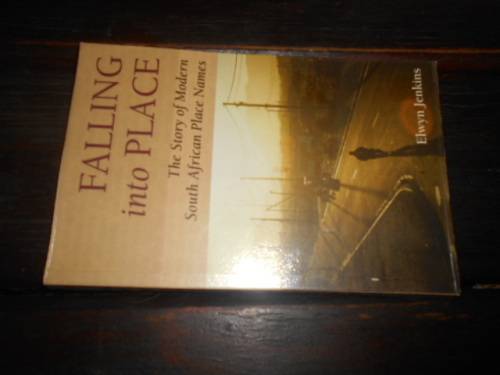 FALLING
into PLACE
The Story of Modern
South African Place Names
Elwyn Jenkins